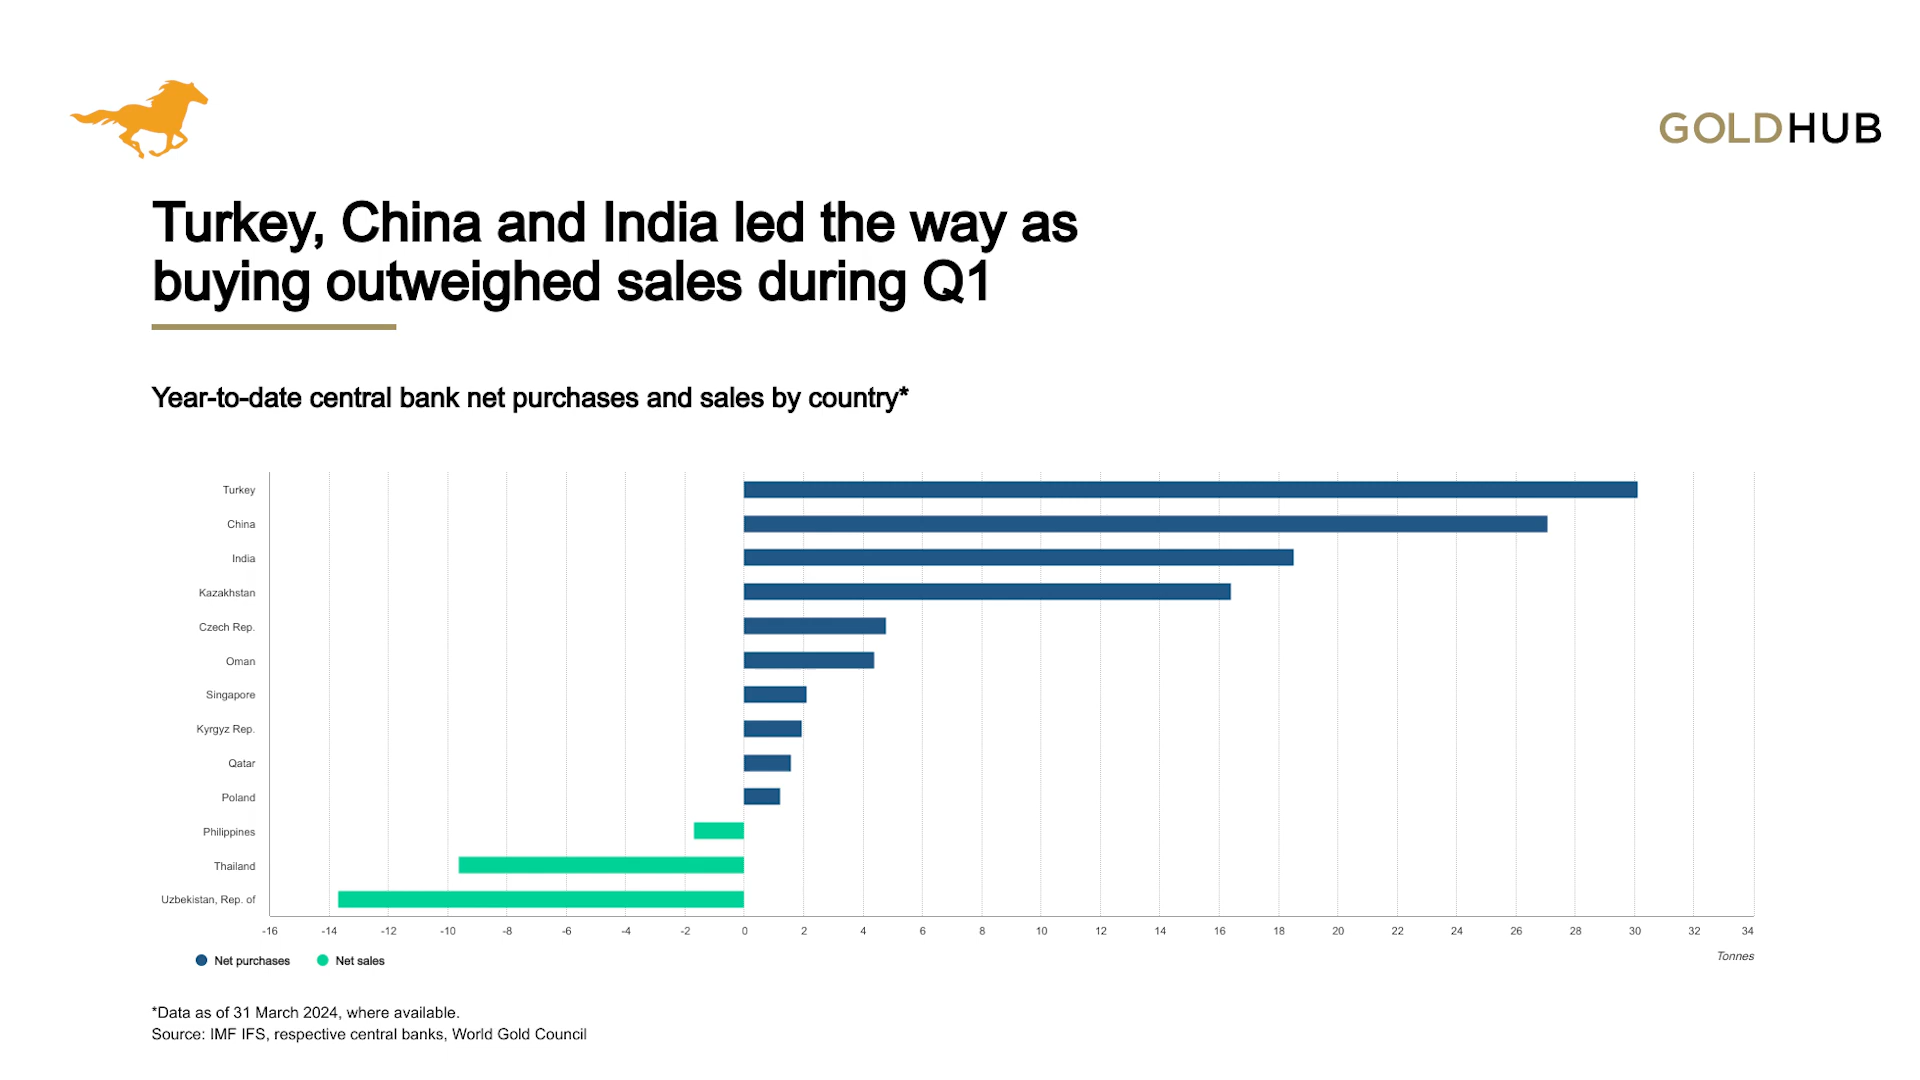 GOLDHUB
Turkey, China and India led the way as
buying outweighed sales during Q1
Year-to-date central bank net purchases and sales by country*
Turkey
China
India
Kazakhstan
Czech Rep.
Oman
Singapore
Kyrgyz Rep.
Qatar
Poland
Philippines
Thailand
Uzbekistan, Rep. of
-16 -14 -12 -10 -8 -6 -4 -2 0 2 4 6 8 10 12 14 16 18 20 22 24 26 28 30 32 34
Tonnes
Net purchases Net sales
*Data as of 31 March 2024, where available.
Source: IMF IFS, respective central banks, World Gold Council